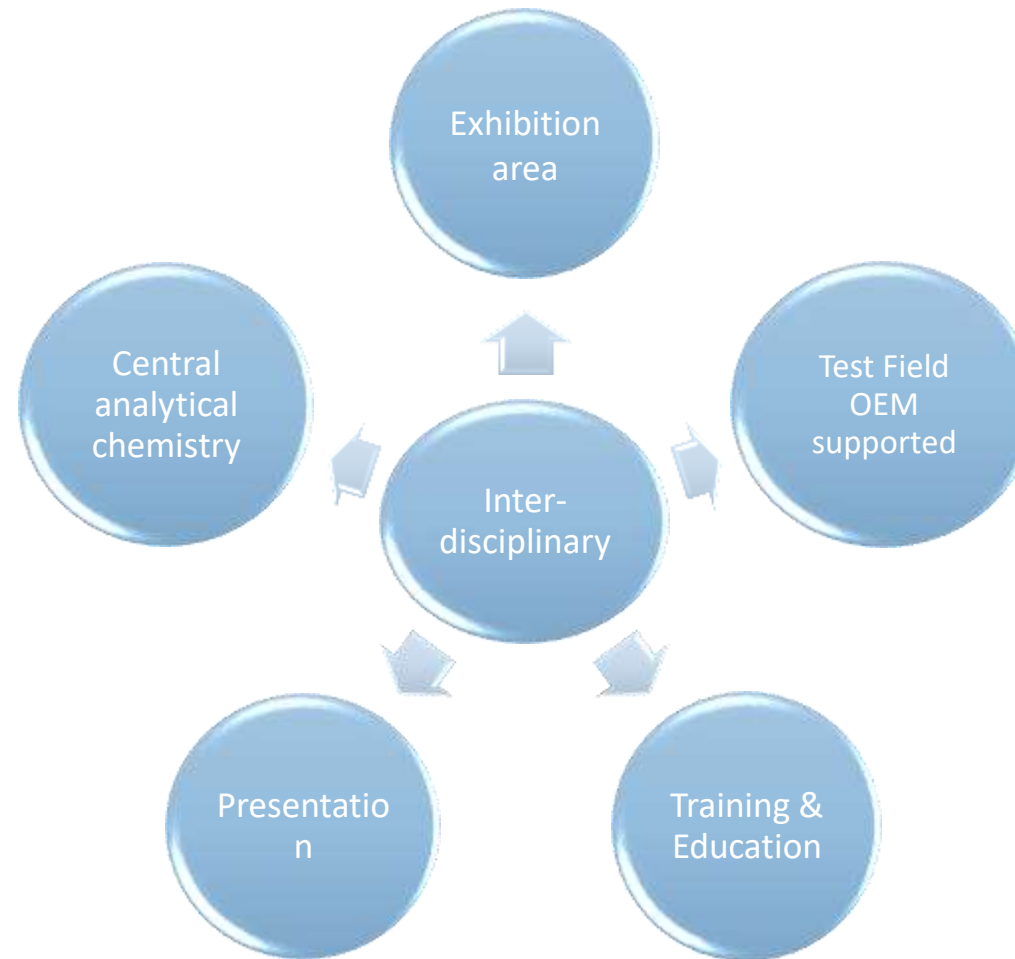 Exhibition
area
Central
analytical
chemistry
Test Field
OEM
supported
Inter-
disciplinary
Presentatio
n
Training &
Education